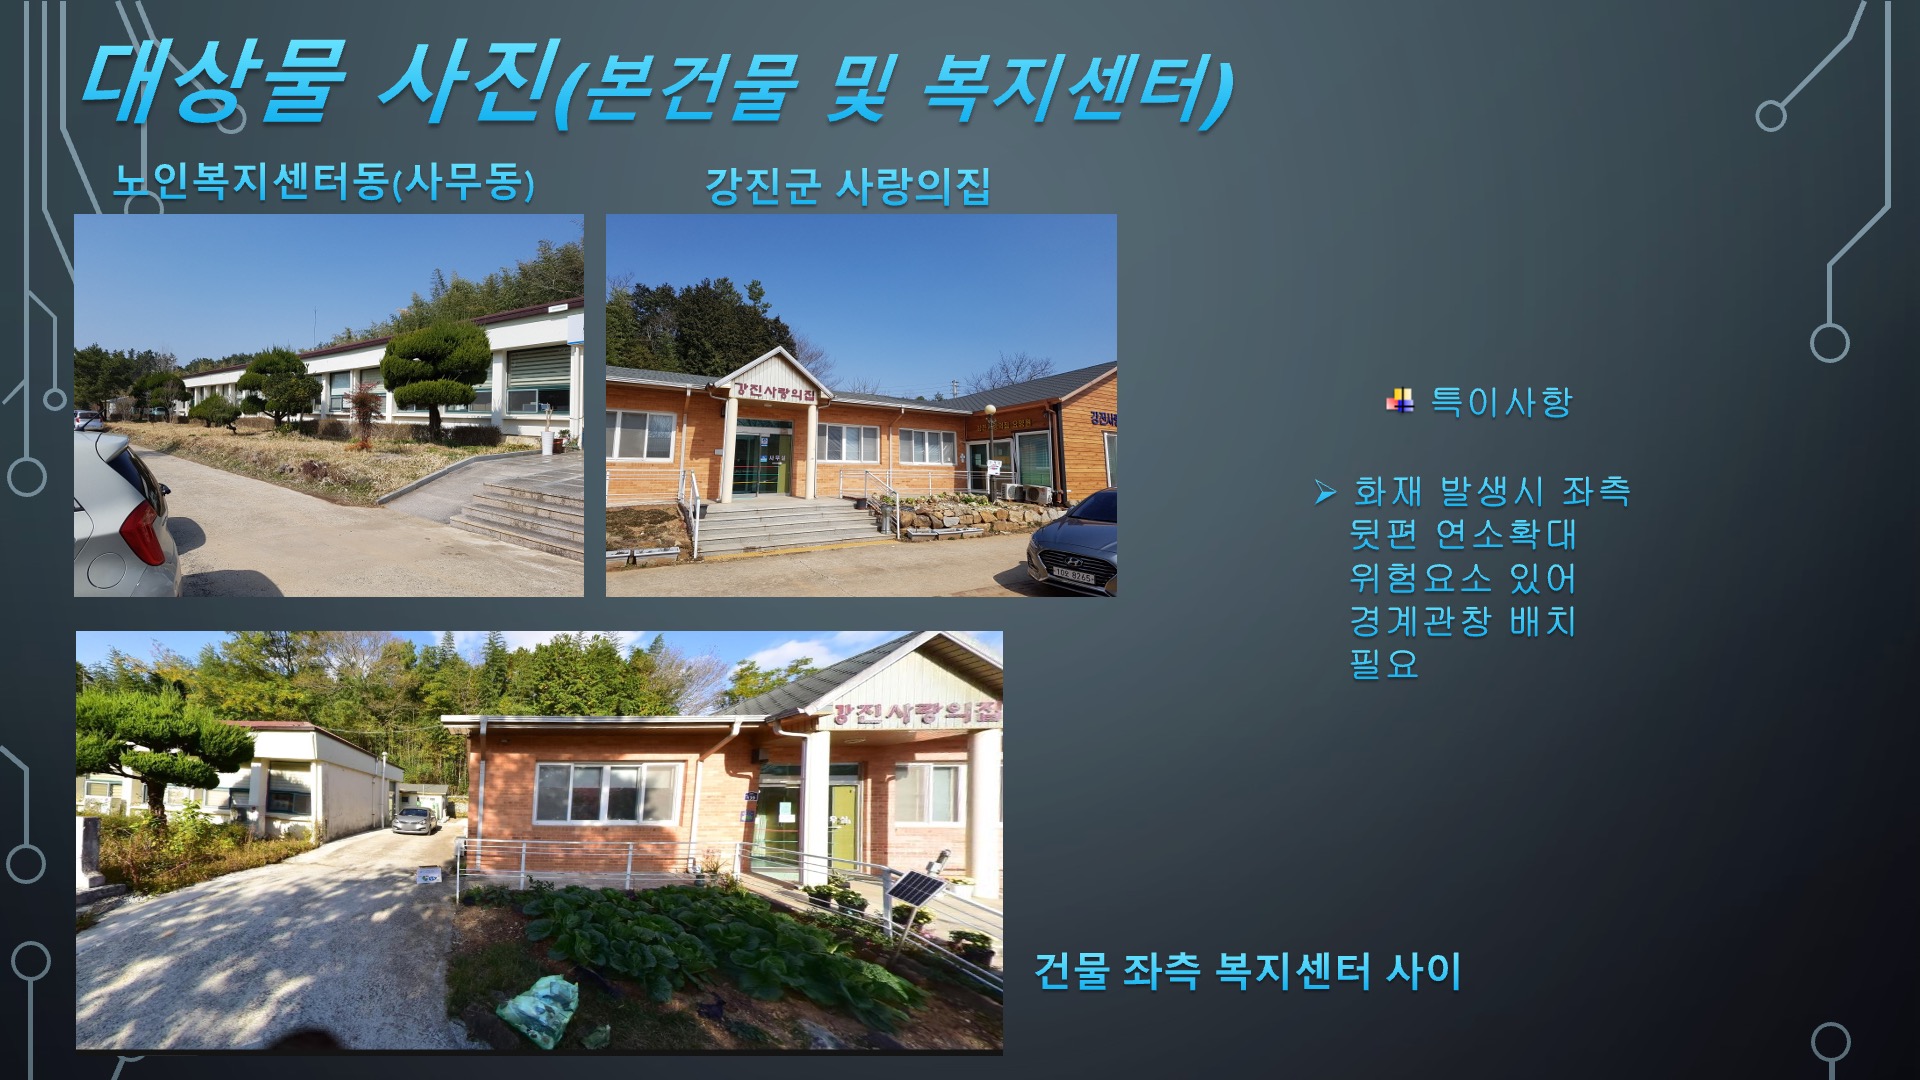 대상물 사진(본건물 및 복지센터)
노인복지센터동(사무동)
강진군 사랑의집
강진사랑의집
특이사항
화재 발생시 좌측
뒷편 연소확대
위험요소 있어
경계관창 배치
필요
강진사랑의집
건물 좌측 복지센터 사이